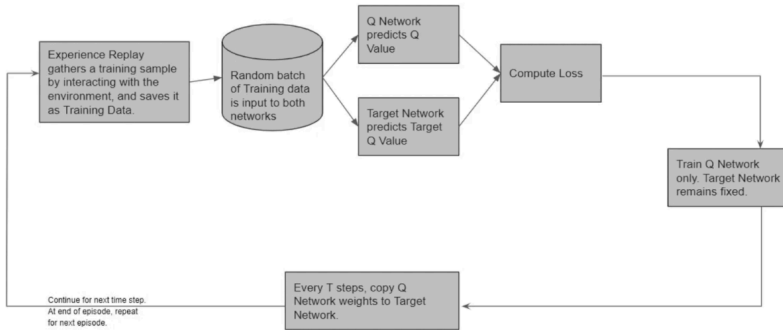 Experience Replay
gathers a training sample
by interacting with the
environment, and saves it
as Training Data.
Random batch
of Training data
is input to both
networks
Q Network
predicts Q
Value
Target Network
predicts Target
Q Value
Compute Loss
Train Q Network
only. Target Network
remains fixed.
Every T steps, copy Q
Network weights to Target
Network.
Continue for next time step.
At end of episode, repeat
for next episode.